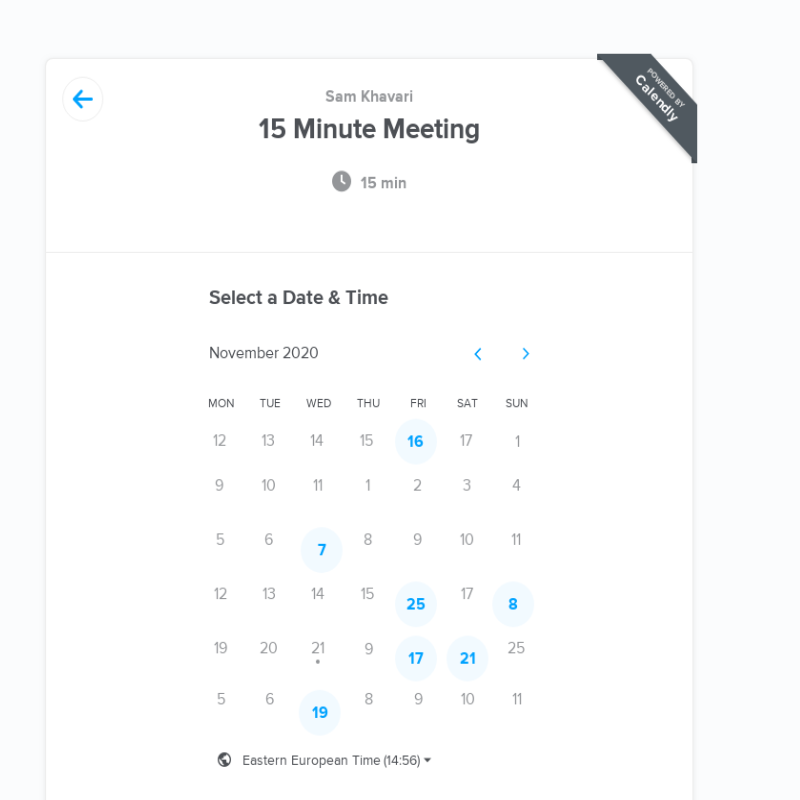 POWERED BY
Calendly
Sam Khavari
15 Minute Meeting
15 min
Select a Date & Time
November 2020
MON TUE WED THU FRI SAT SUN
12 13 14 15 16 17 1
9 10 11 1 2 3 4
5 6 7 8 9 10 11
12 13 14 15 25 17 8
19 20 21 9 17 21 25
5 6 19 8 9 10 11
Eastern European Time (14:56)